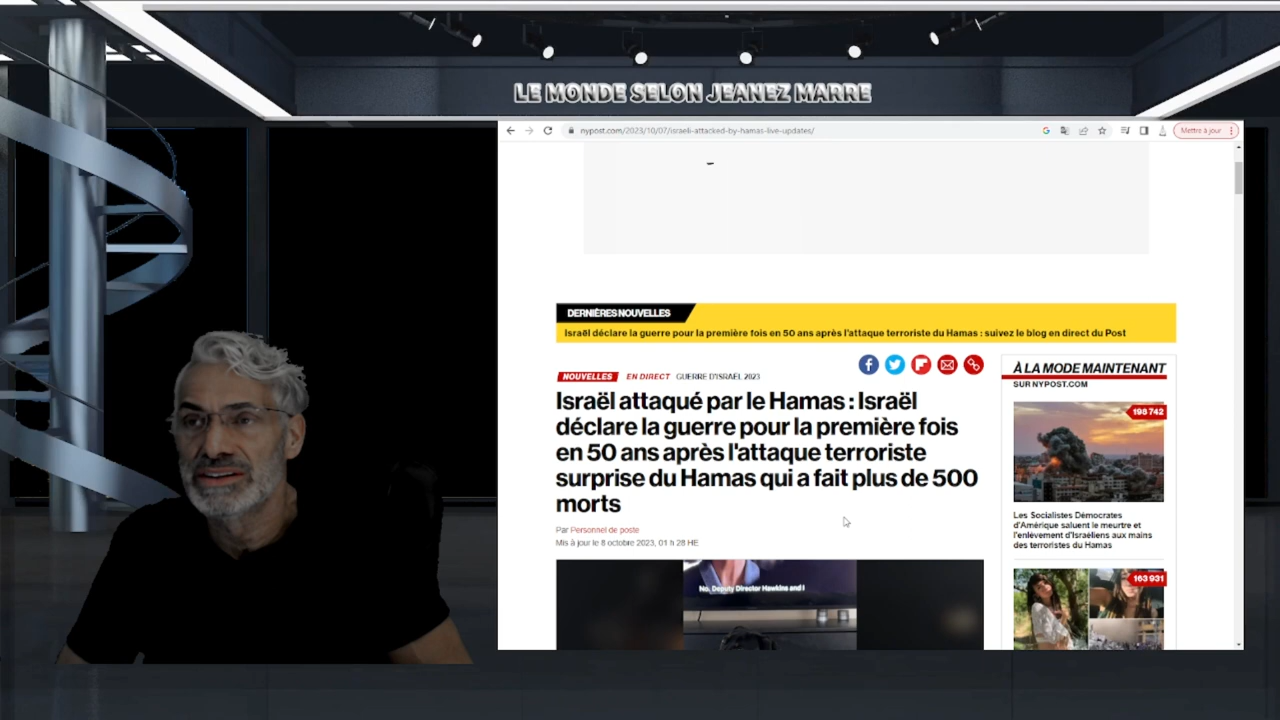 LE MONDE SELON JEANEZ MARRE
nypost.com/2023/10/07/israeli-attacked-by-hamas-live-updates/
Mettre à jour
DERNIÈRES NOUVELLES
Israël déclare la guerre pour la première fois en 50 ans après l'attaque terroriste du Hamas : suivez le blog en direct du Post
NOUVELLES EN DIRECT GUERRE D'ISRAËL 2023
Israël attaqué par le Hamas : Israël
déclare la guerre pour la première fois
en 50 ans après l'attaque terroriste
surprise du Hamas qui a fait plus de 500
morts
Par Personnel de poste
Mis à jour le 8 octobre 2023, 01 h 28 HE
No, Deputy Director Hawkins and I
À LA MODE MAINTENANT
SUR NYPOST.COM
198 742
Les Socialistes Démocrates
d'Amérique saluent le meurtre et
l'enlèvement d'Israéliens aux mains
des terroristes du Hamas
163 931